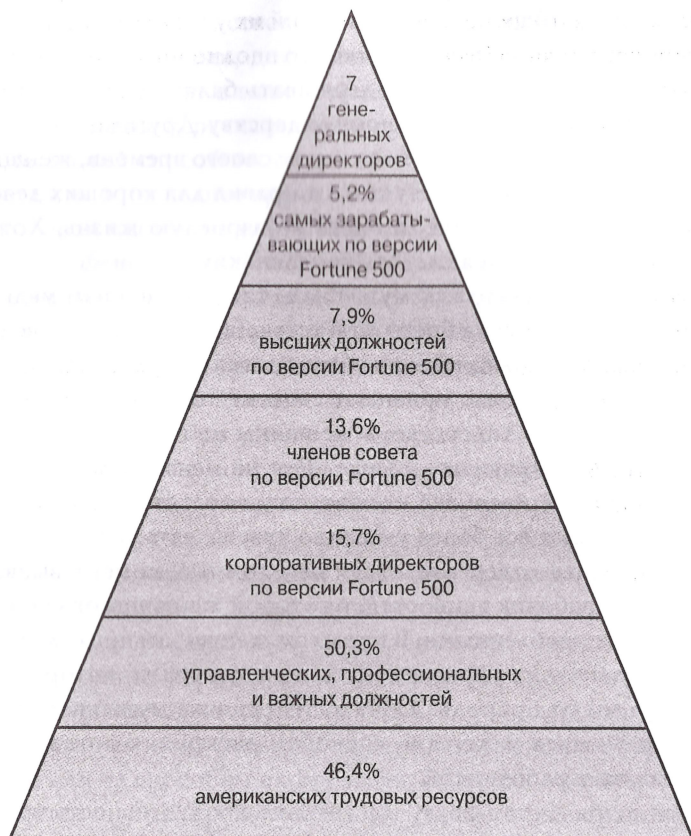 7
гене-
ральных
директоров
5,2%
самых зарабаты-
вающих по версии
Fortune 500
7,9%
высших должностей
по версии Fortune 500
13,6%
членов совета
по версии Fortune 500
15,7%
корпоративных директоров
по версии Fortune 500
50,3%
управленческих, профессиональных
и важных должностей
46,4%
американских трудовых ресурсов